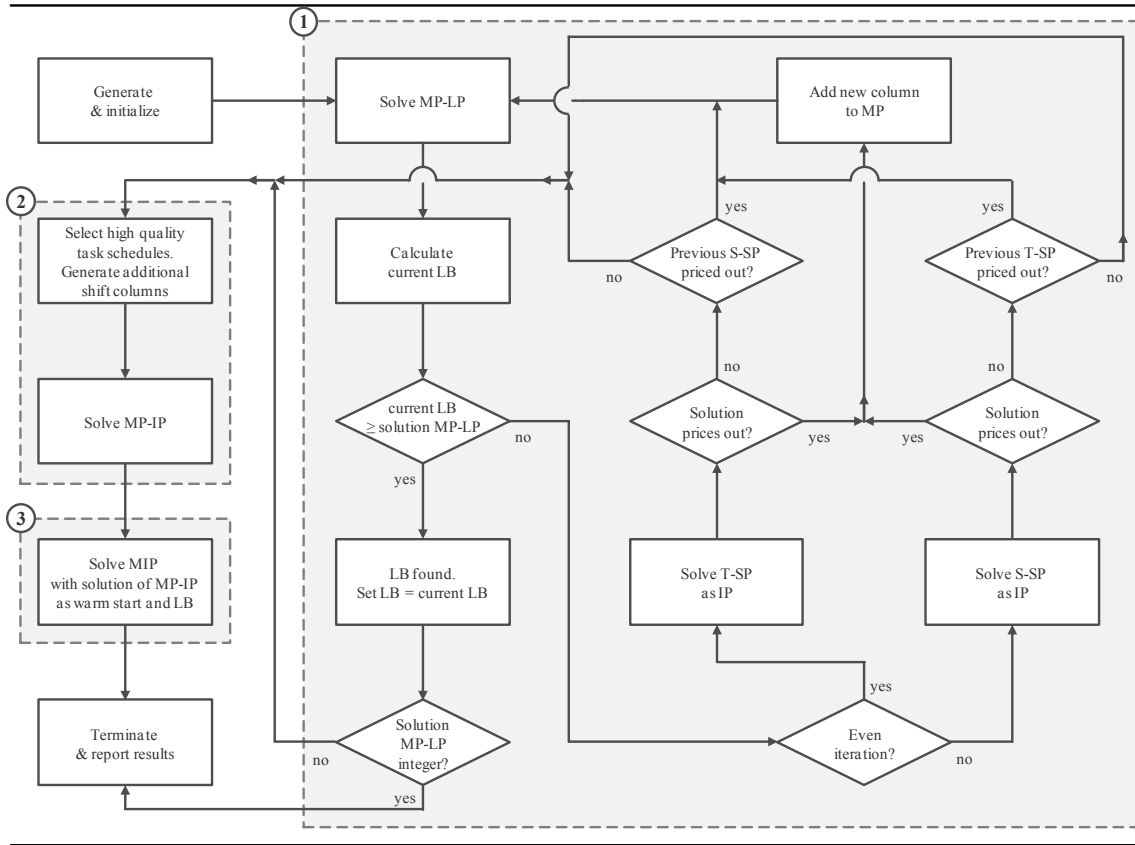 1
Generate
& initialize
Solve MP-LP
Add new column
to MP
2
Select high quality
task schedules.
Generate additional
shift columns
Calculate
current LB
yes
Previous S-SP
priced out?
no
yes
Previous T-SP
priced out?
no
Solve MP-IP
current LB
≥ solution MP-LP
no
yes
no
Solution
prices out?
yes
no
Solution
prices out?
yes
3
Solve MIP
with solution of MP-IP
as warm start and LB
LB found.
Set LB = current LB
Solve T-SP
as IP
Solve S-SP
as IP
Terminate
& report results
Solution
MP-LP
integer?
no
yes
yes
Even
iteration?
no